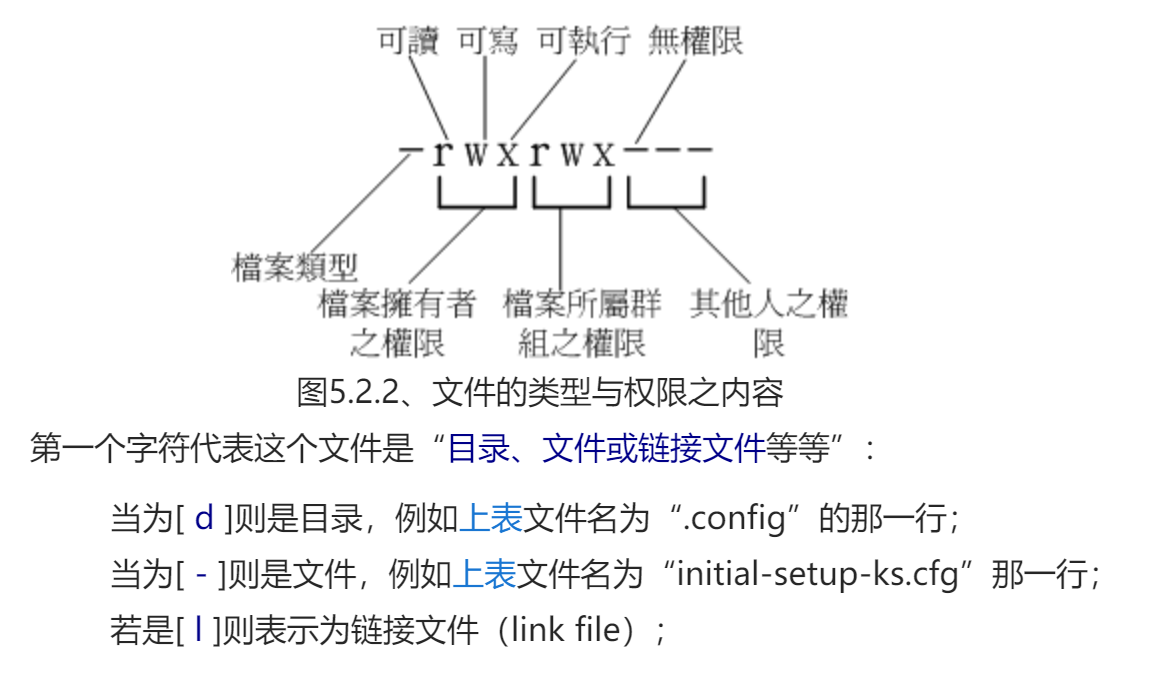 可讀 可寫 可執行 無權限
-rwxrwx---
檔案類型
檔案擁有者
之權限
檔案所屬群
組之權限
其他人之權
限
图5.2.2、文件的类型与权限之内容
第一个字符代表这个文件是“目录、文件或链接文件等等”：
当为[ d ]则是目录，例如上表文件名为“.config”的那一行；
当为[ - ]则是文件，例如上表文件名为“initial-setup-ks.cfg”那一行；
若是[ l ]则表示为链接文件（link file）；